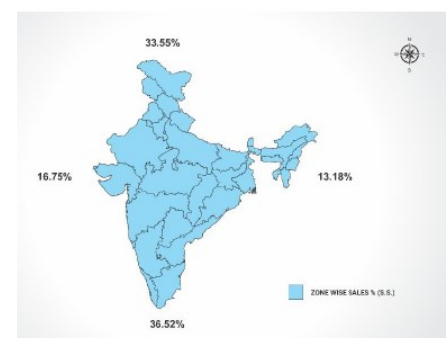 33.55%
N
S
16.75%
13.18%
ZONE WISE SALES % (S.S.)
36.52%